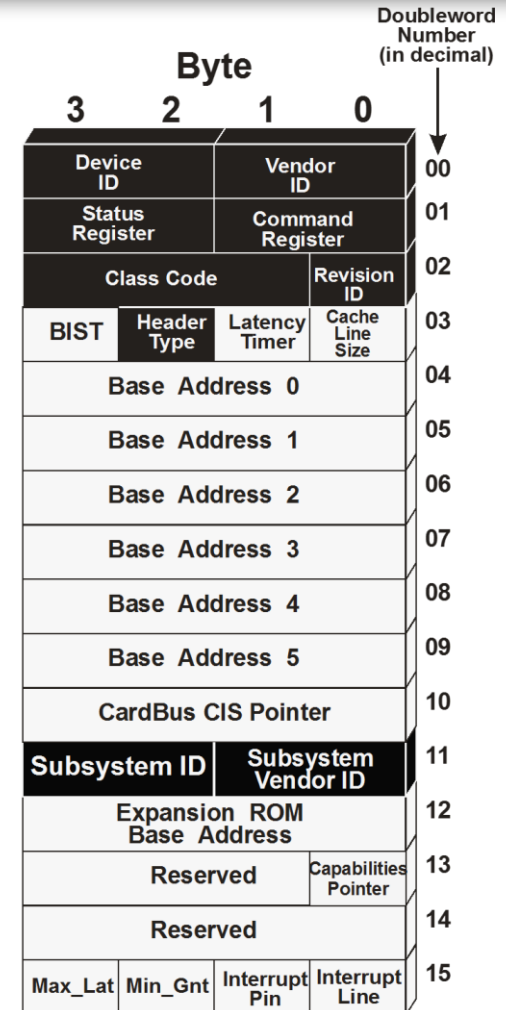 Doubleword
Number
(in decimal)
Byte
3 2 1 0
Device
ID
Vendor
ID
00
Status
Register
Command
Register
01
Class Code
Revision
ID
02
BIST
Header
Type
Latency
Timer
Cache
Line
Size
03
Base Address 0
04
Base Address 1
05
Base Address 2
06
Base Address 3
07
Base Address 4
08
Base Address 5
09
CardBus CIS Pointer
10
Subsystem ID
Subsystem
Vendor ID
11
Expansion ROM
Base Address
12
Reserved
Capabilities
Pointer
13
Reserved
14
Max_Lat
Min_Gnt
Interrupt
Pin
Interrupt
Line
15